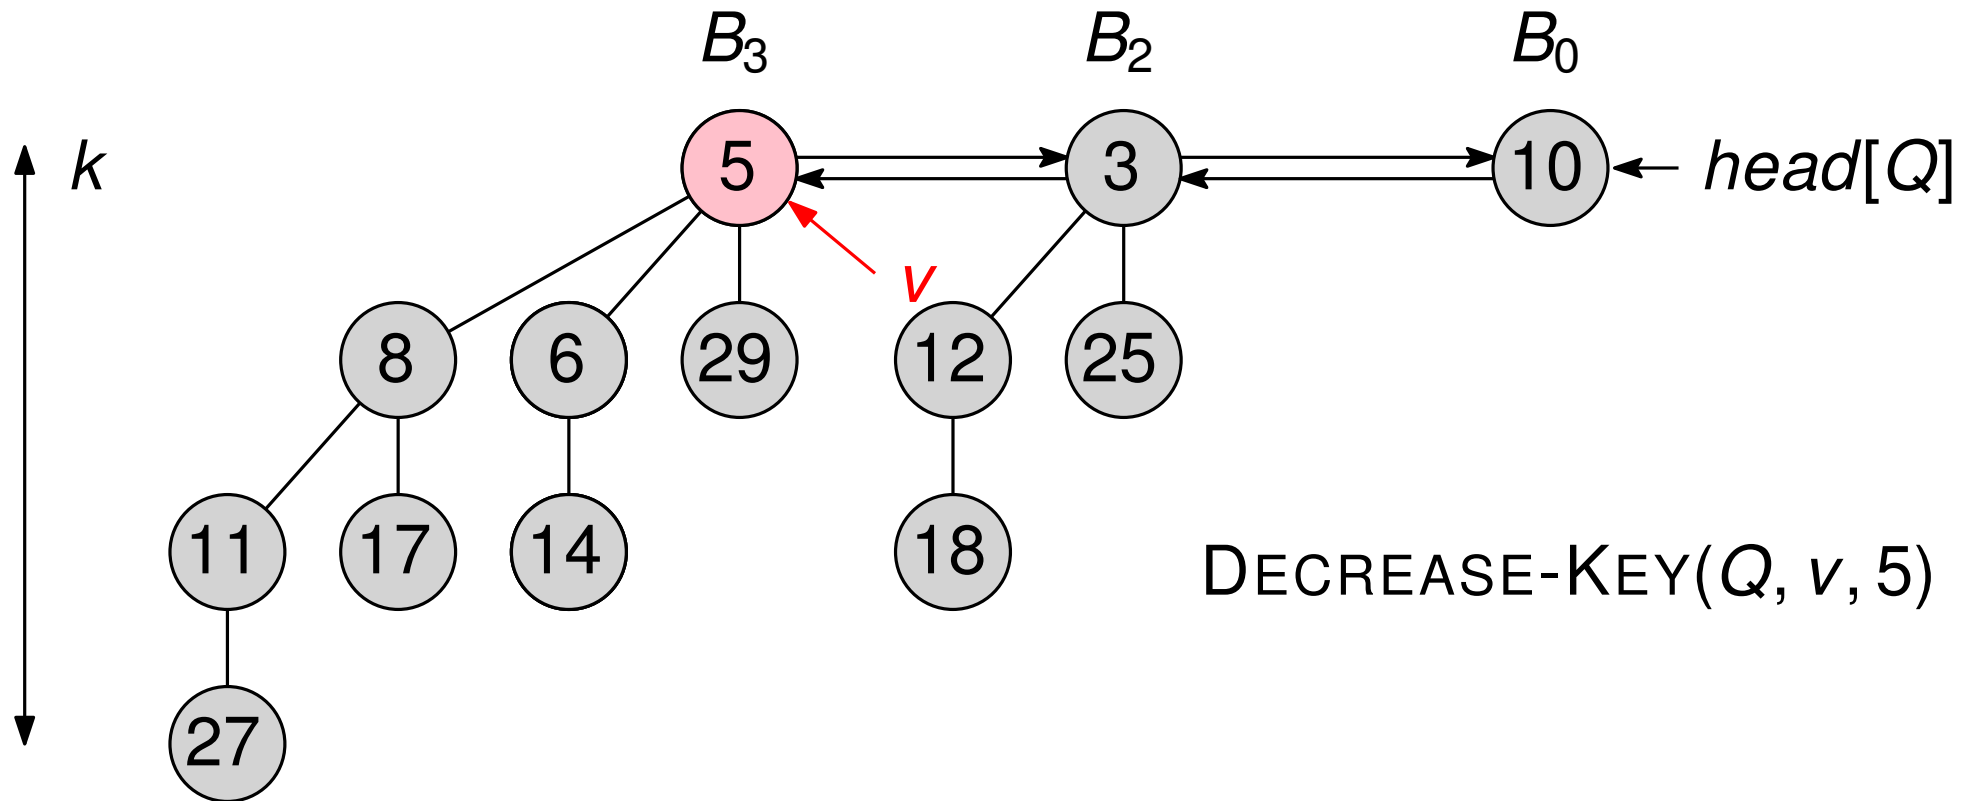 B3 B2 B0
k 5 3 10 head[Q]
v
8 6 29 12 25
11 17 14 18
DECREASE-KEY(Q, v, 5)
27